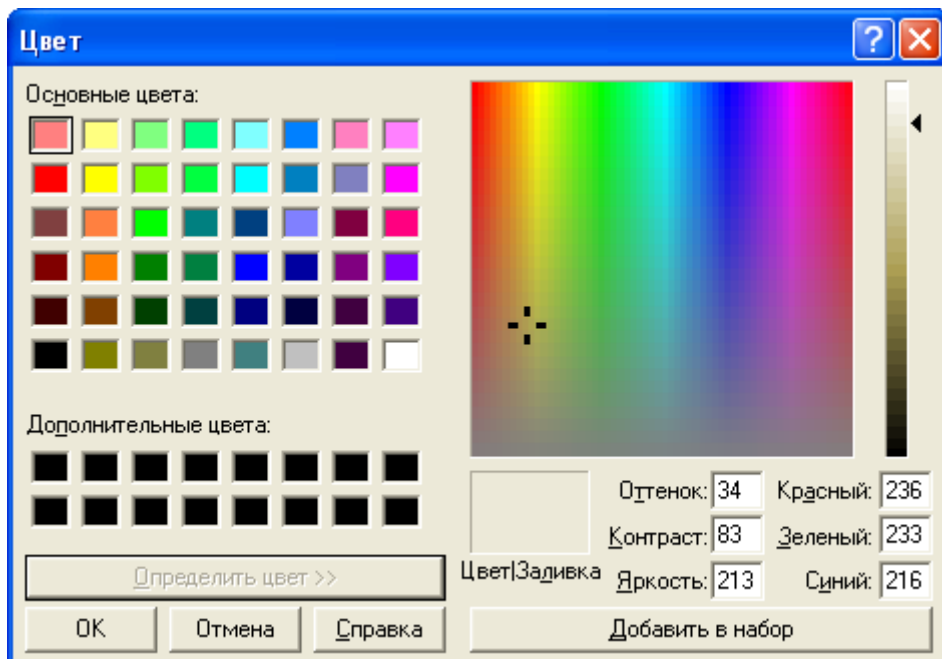 Цвет
Основные цвета:
Дополнительные цвета:
Определить цвет >>
ОК Отмена Справка
Цвет|Заливка
Оттенок: 34 Красный: 236
Контраст: 83 Зеленый: 233
Яркость: 213 Синий: 216
Добавить в набор